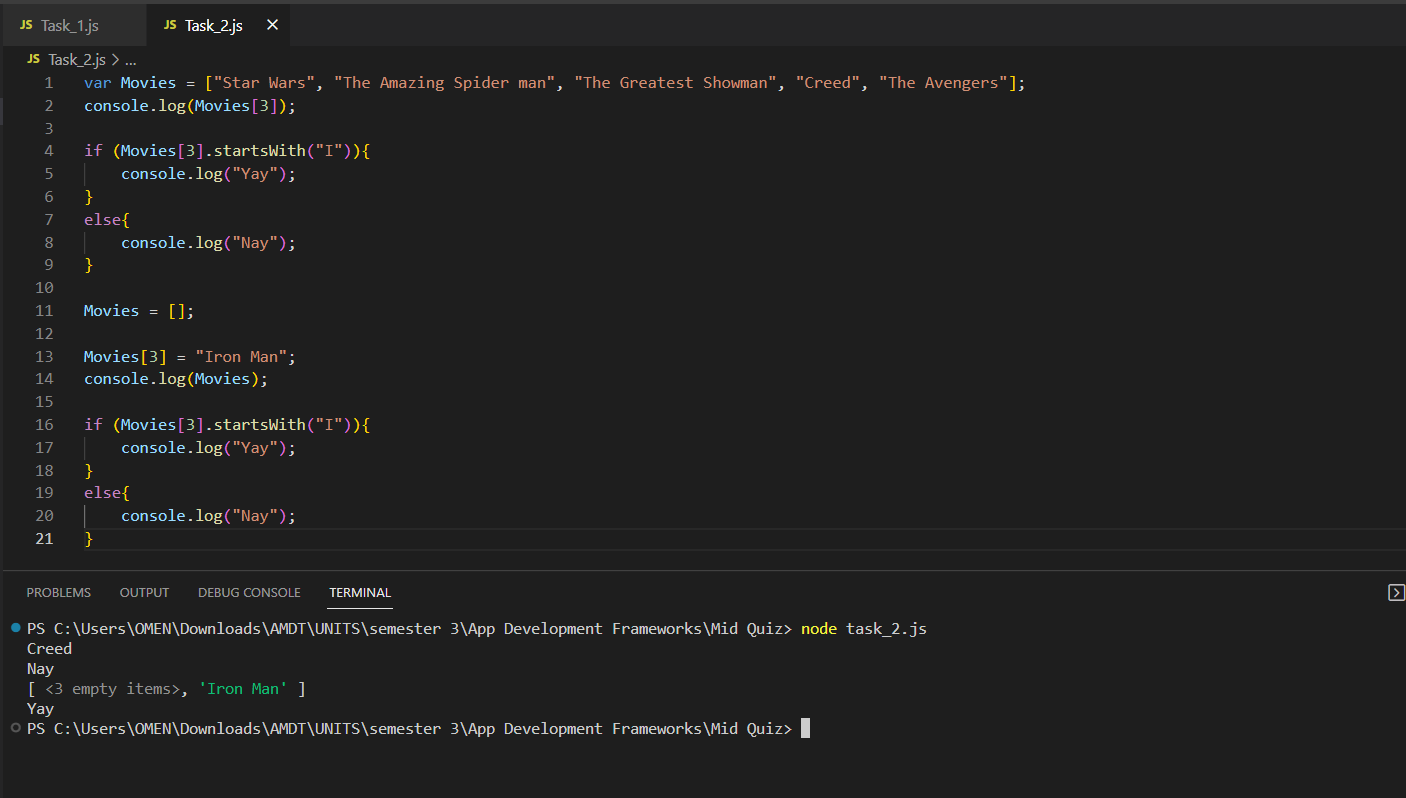 JS Task_1.js JS Task_2.js ×
JS Task_2.js > ...
1 var Movies = ["Star Wars", "The Amazing Spider man", "The Greatest Showman", "Creed", "The Avengers"];
2 console.log(Movies[3]);
3
4 if (Movies[3].startsWith("I")){
5 console.log("Yay");
6 }
7 else{
8 console.log("Nay");
9 }
10
11 Movies = [];
12
13 Movies[3] = "Iron Man";
14 console.log(Movies);
15
16 if (Movies[3].startsWith("I")){
17 console.log("Yay");
18 }
19 else{
20 console.log("Nay");
21 }
PROBLEMS OUTPUT DEBUG CONSOLE TERMINAL
PS C:\Users\OMEN\Downloads\AMDT\UNITS\semester 3\App Development Frameworks\Mid Quiz> node task_2.js
Creed
Nay
[ <3 empty items>, 'Iron Man' ]
Yay
PS C:\Users\OMEN\Downloads\AMDT\UNITS\semester 3\App Development Frameworks\Mid Quiz>